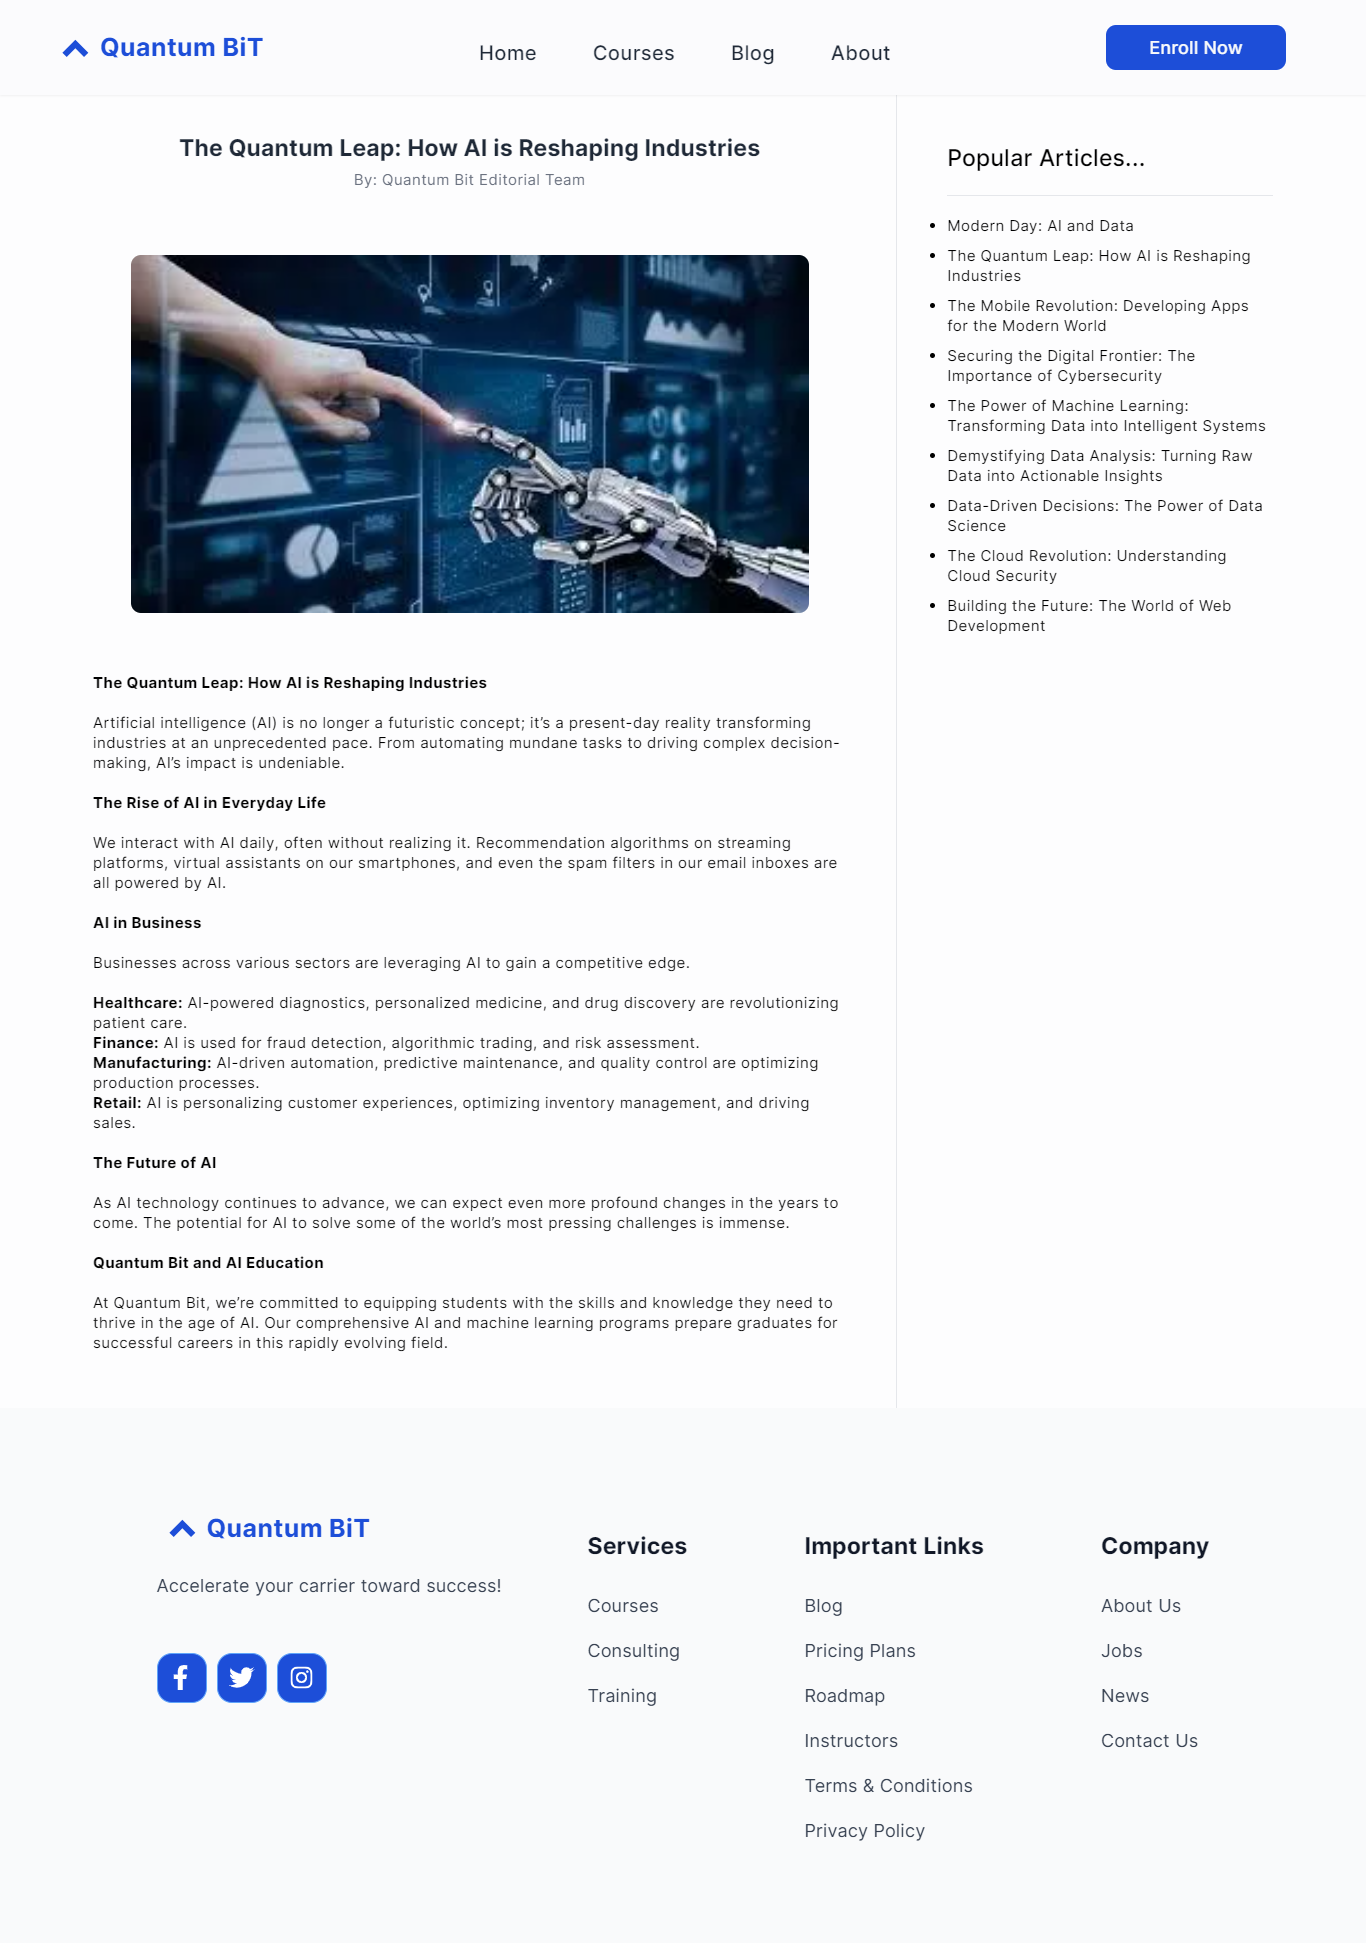 Quantum BiT
Home
Courses
Blog
About
Enroll Now
The Quantum Leap: How AI is Reshaping Industries
By: Quantum Bit Editorial Team
The Quantum Leap: How AI is Reshaping Industries
Artificial intelligence (AI) is no longer a futuristic concept; it’s a present-day reality transforming
industries at an unprecedented pace. From automating mundane tasks to driving complex decision-
making, AI’s impact is undeniable.
The Rise of AI in Everyday Life
We interact with AI daily, often without realizing it. Recommendation algorithms on streaming
platforms, virtual assistants on our smartphones, and even the spam filters in our email inboxes are
all powered by AI.
AI in Business
Businesses across various sectors are leveraging AI to gain a competitive edge.
Healthcare: AI-powered diagnostics, personalized medicine, and drug discovery are revolutionizing
patient care.
Finance: AI is used for fraud detection, algorithmic trading, and risk assessment.
Manufacturing: AI-driven automation, predictive maintenance, and quality control are optimizing
production processes.
Retail: AI is personalizing customer experiences, optimizing inventory management, and driving
sales.
The Future of AI
As AI technology continues to advance, we can expect even more profound changes in the years to
come. The potential for AI to solve some of the world’s most pressing challenges is immense.
Quantum Bit and AI Education
At Quantum Bit, we’re committed to equipping students with the skills and knowledge they need to
thrive in the age of AI. Our comprehensive AI and machine learning programs prepare graduates for
successful careers in this rapidly evolving field.
Popular Articles...
Modern Day: AI and Data
The Quantum Leap: How AI is Reshaping
Industries
The Mobile Revolution: Developing Apps
for the Modern World
Securing the Digital Frontier: The
Importance of Cybersecurity
The Power of Machine Learning:
Transforming Data into Intelligent Systems
Demystifying Data Analysis: Turning Raw
Data into Actionable Insights
Data-Driven Decisions: The Power of Data
Science
The Cloud Revolution: Understanding
Cloud Security
Building the Future: The World of Web
Development
Quantum BiT
Accelerate your carrier toward success!
Services
Courses
Consulting
Training
Important Links
Blog
Pricing Plans
Roadmap
Instructors
Terms & Conditions
Privacy Policy
Company
About Us
Jobs
News
Contact Us